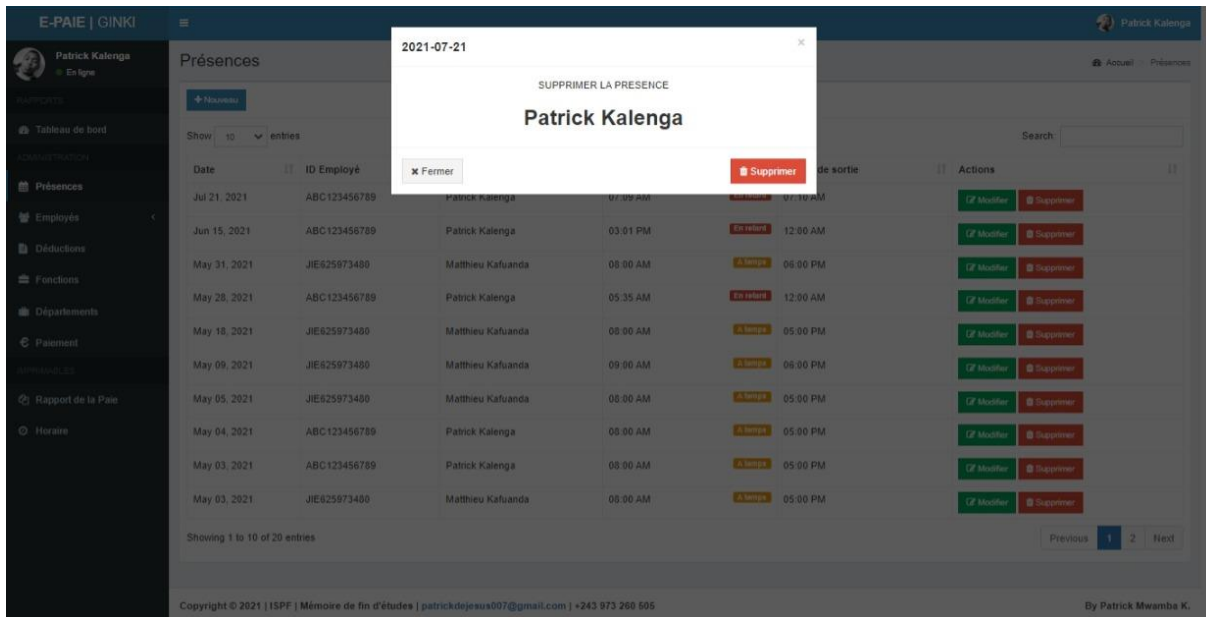 E-PAIE | GINKI
Patrick Kalenga
Patrick Kalenga
En ligne
RAPPORTS
Tableau de bord
ADMINISTRATION
Présences
Employés
Déductions
Fonctions
Départements
Paiement
IMPRIMABLES
Rapport de la Paie
Horaire
Présences
Accueil Présences
2021-07-21 ×
SUPPRIMER LA PRESENCE
Patrick Kalenga
Fermer Supprimer
+ Nouveau
Show 10 entries Search:
Date ID Employé de sortie Actions
Jul 21, 2021 ABC123456789 Patrick Kalenga 07:09 AM En retard 07:10 AM Modifier Supprimer
Jun 15, 2021 ABC123456789 Patrick Kalenga 03:01 PM En retard 12:00 AM Modifier Supprimer
May 31, 2021 JIE625973480 Matthieu Kafuanda 08:00 AM A temps 06:00 PM Modifier Supprimer
May 28, 2021 ABC123456789 Patrick Kalenga 05:35 AM En retard 12:00 AM Modifier Supprimer
May 18, 2021 JIE625973480 Matthieu Kafuanda 08:00 AM A temps 05:00 PM Modifier Supprimer
May 09, 2021 JIE625973480 Matthieu Kafuanda 09:00 AM A temps 06:00 PM Modifier Supprimer
May 05, 2021 JIE625973480 Matthieu Kafuanda 08:00 AM A temps 05:00 PM Modifier Supprimer
May 04, 2021 ABC123456789 Patrick Kalenga 08:00 AM A temps 05:00 PM Modifier Supprimer
May 03, 2021 ABC123456789 Patrick Kalenga 08:00 AM A temps 05:00 PM Modifier Supprimer
May 03, 2021 JIE625973480 Matthieu Kafuanda 08:00 AM A temps 05:00 PM Modifier Supprimer
Showing 1 to 10 of 20 entries Previous 1 2 Next
Copyright © 2021 | ISPF | Mémoire de fin d'études | patrickdejesus007@gmail.com | +243 973 260 505 By Patrick Mwamba K.